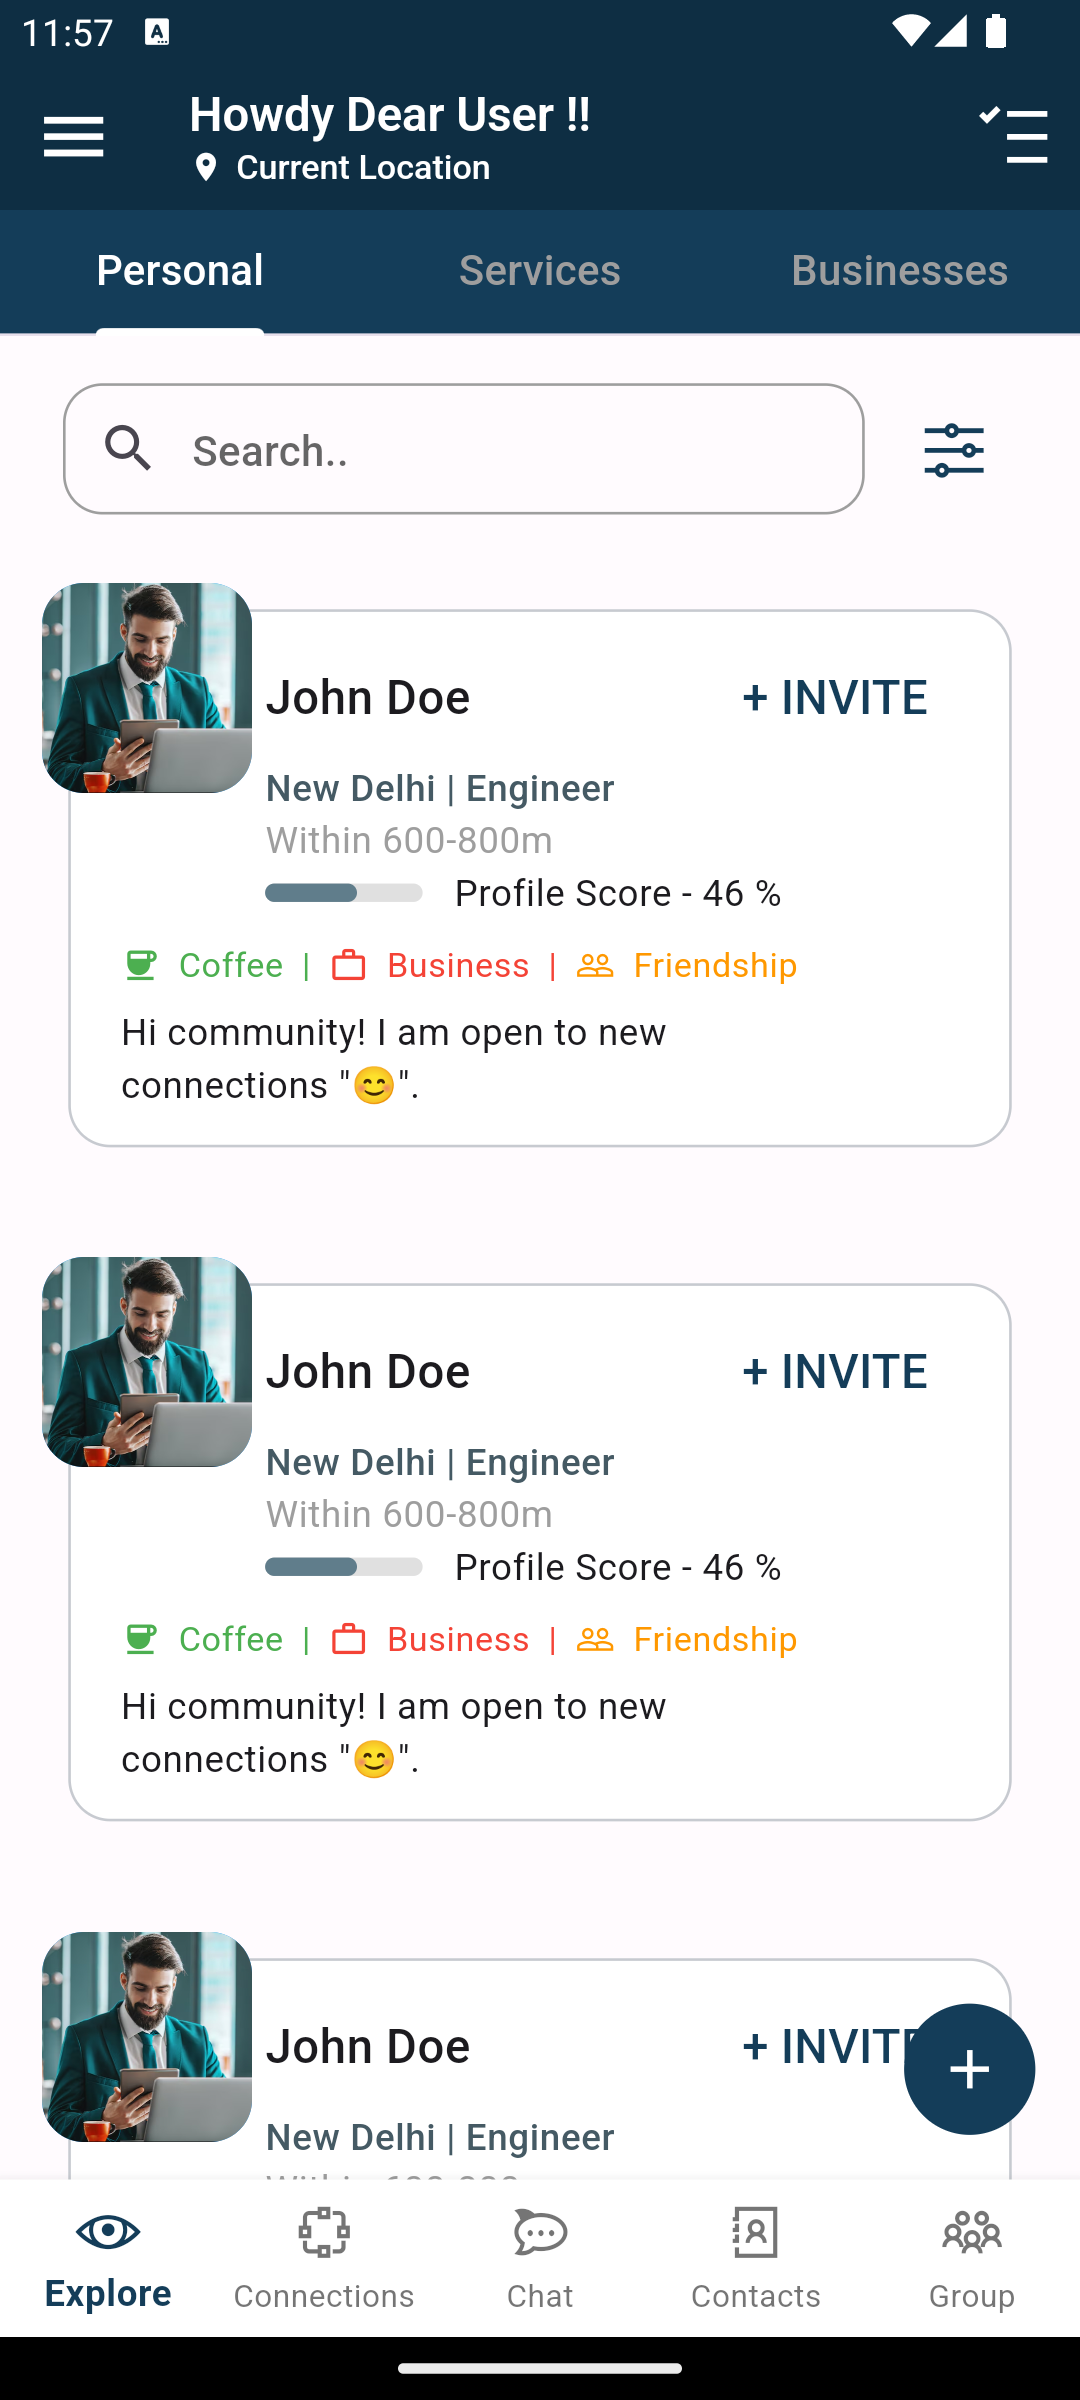 11:57
Howdy Dear User !!
Current Location
Personal Services Businesses
Search..
John Doe + INVITE
New Delhi | Engineer
Within 600-800m
Profile Score - 46 %
Coffee | Business | Friendship
Hi community! I am open to new
connections "😊".
John Doe + INVITE
New Delhi | Engineer
Within 600-800m
Profile Score - 46 %
Coffee | Business | Friendship
Hi community! I am open to new
connections "😊".
John Doe + INVITE
New Delhi | Engineer
Explore Connections Chat Contacts Group